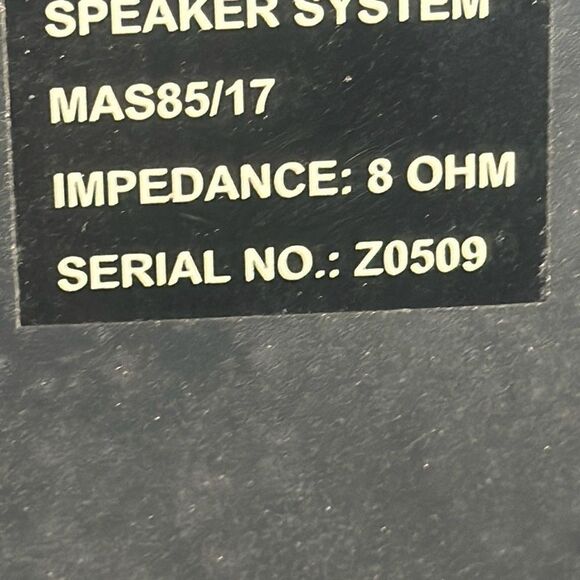 SPEAKER SYSTEM
MAS85/17
IMPEDANCE: 8 OHM
SERIAL NO.: Z0509